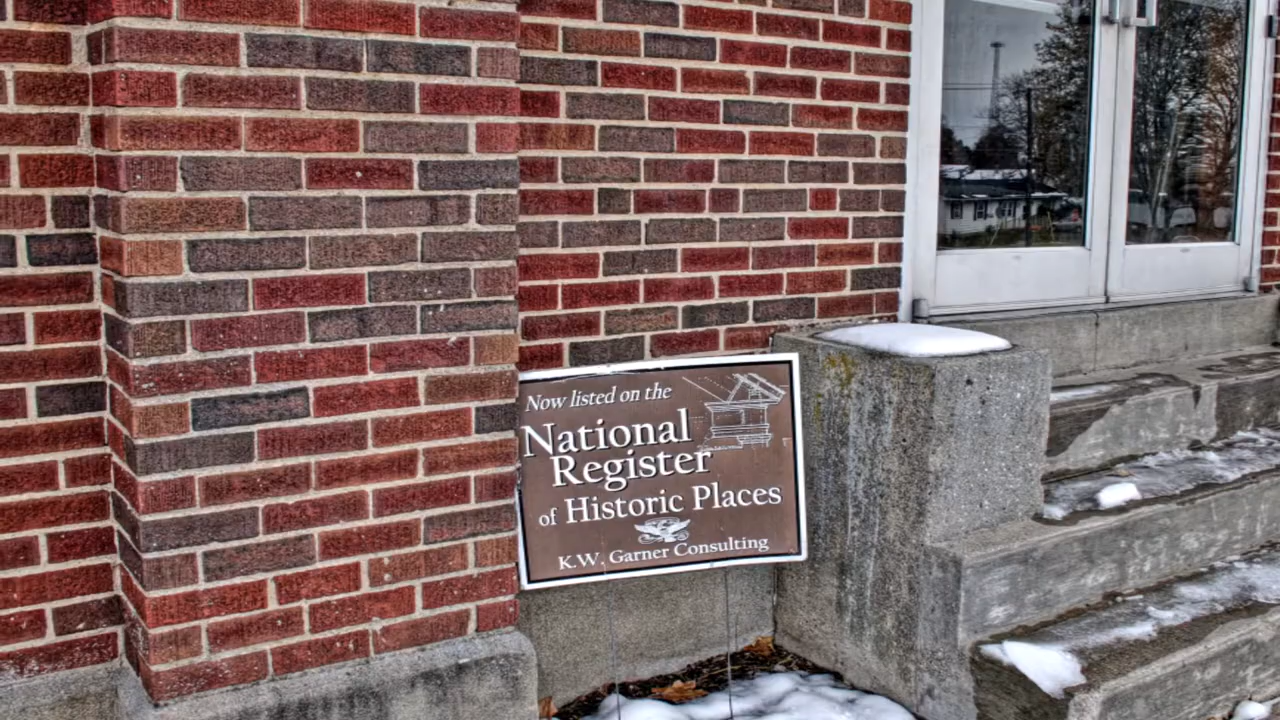 Now listed on the
National
Register
of Historic Places
K.W. Garner Consulting